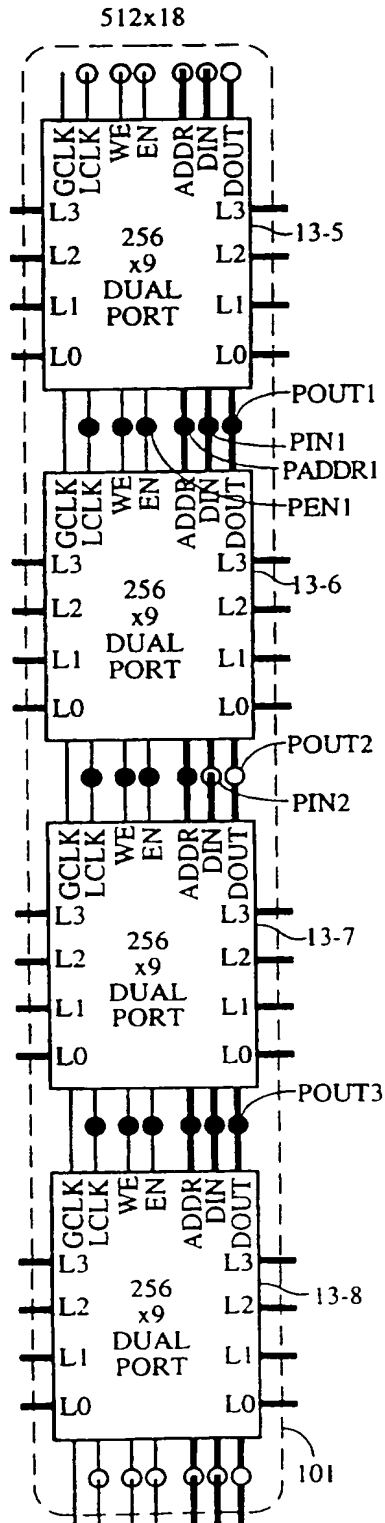 512x18
GCLK LCLK WE EN ADDR DIN DOUT
L3 L3
13-5
L2 256 L2
x9
DUAL
L1 PORT L1
L0 L0
POUT1
PIN1
PADDR1
PEN1
GCLK LCLK WE EN ADDR DIN DOUT
L3 L3
13-6
L2 256 L2
x9
DUAL
L1 PORT L1
L0 L0
POUT2
PIN2
GCLK LCLK WE EN ADDR DIN DOUT
L3 L3
13-7
L2 256 L2
x9
DUAL
L1 PORT L1
L0 L0
POUT3
GCLK LCLK WE EN ADDR DIN DOUT
L3 L3
L2 256 L2
13-8
x9
DUAL
L1 PORT L1
L0 L0
101